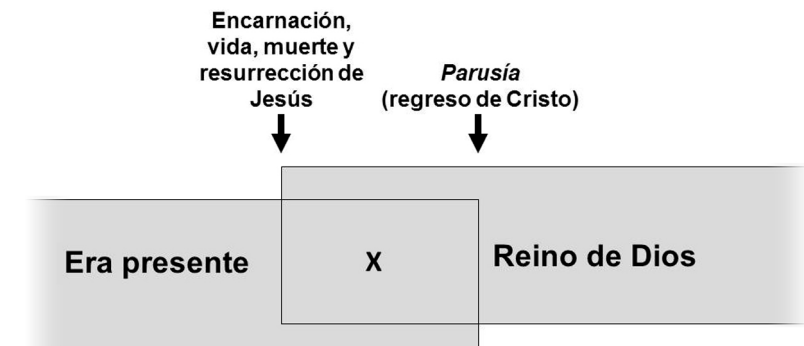 Encarnación,
vida, muerte y
resurrección de
Jesús
Parusía
(regreso de Cristo)
Era presente
X
Reino de Dios